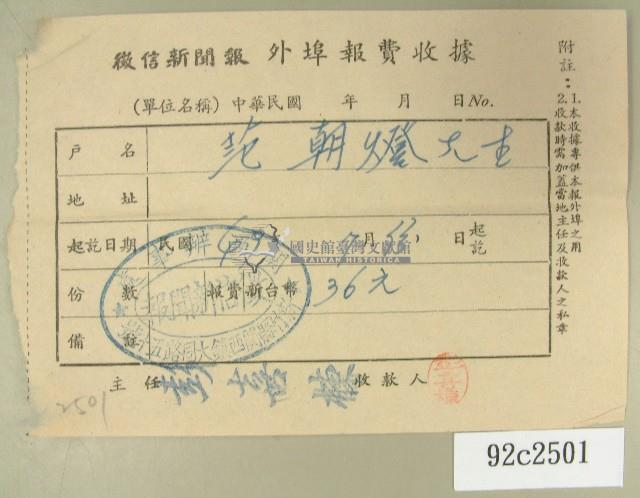 徵信新聞報 外埠報費收據
(單位名稱) 中華民國 年 月 日 No.
戶名 范朝燈先生
地址
起訖日期 民國 月 日 起訖
份數 報費新台幣 36元
備註
主任 收款人
附註：
1. 本收據專供本報外埠之用
2. 收款時需加蓋當地主任及收款人之私章
國史館臺灣文獻館
TAIWAN HISTORICA
2501
92c2501